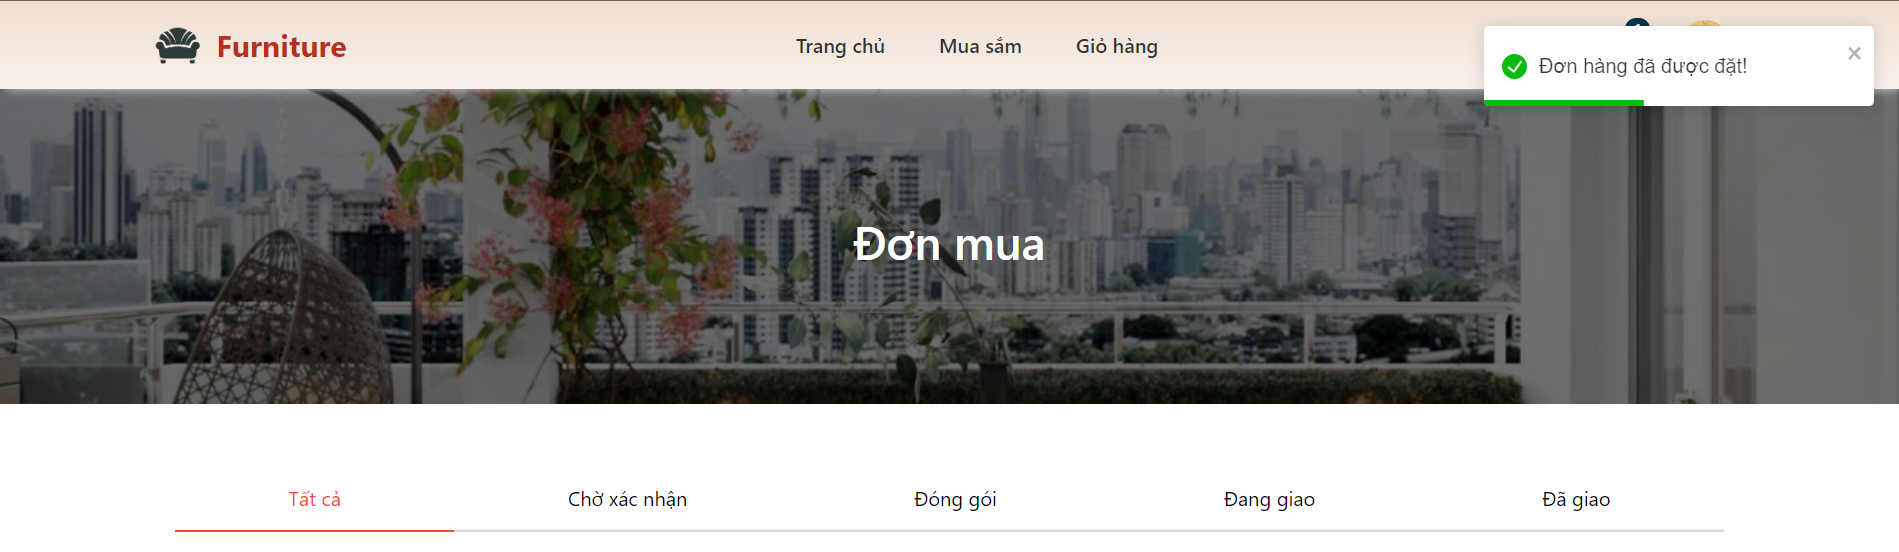 Furniture
Trang chủ
Mua sắm
Giỏ hàng
Đơn hàng đã được đặt!
Đơn mua
Tất cả
Chờ xác nhận
Đóng gói
Đang giao
Đã giao